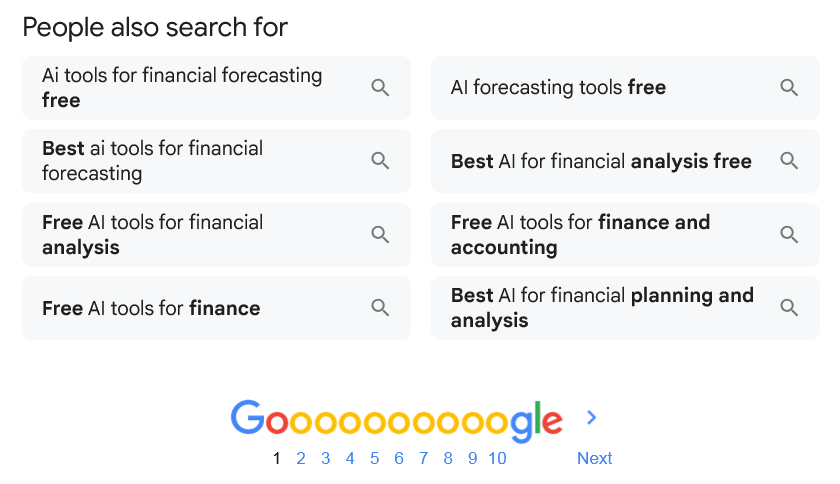 People also search for
Ai tools for financial forecasting
free
AI forecasting tools free
Best ai tools for financial
forecasting
Best AI for financial analysis free
Free AI tools for financial
analysis
Free AI tools for finance and
accounting
Free AI tools for finance
Best AI for financial planning and
analysis
Goooooooooogle
1 2 3 4 5 6 7 8 9 10 Next